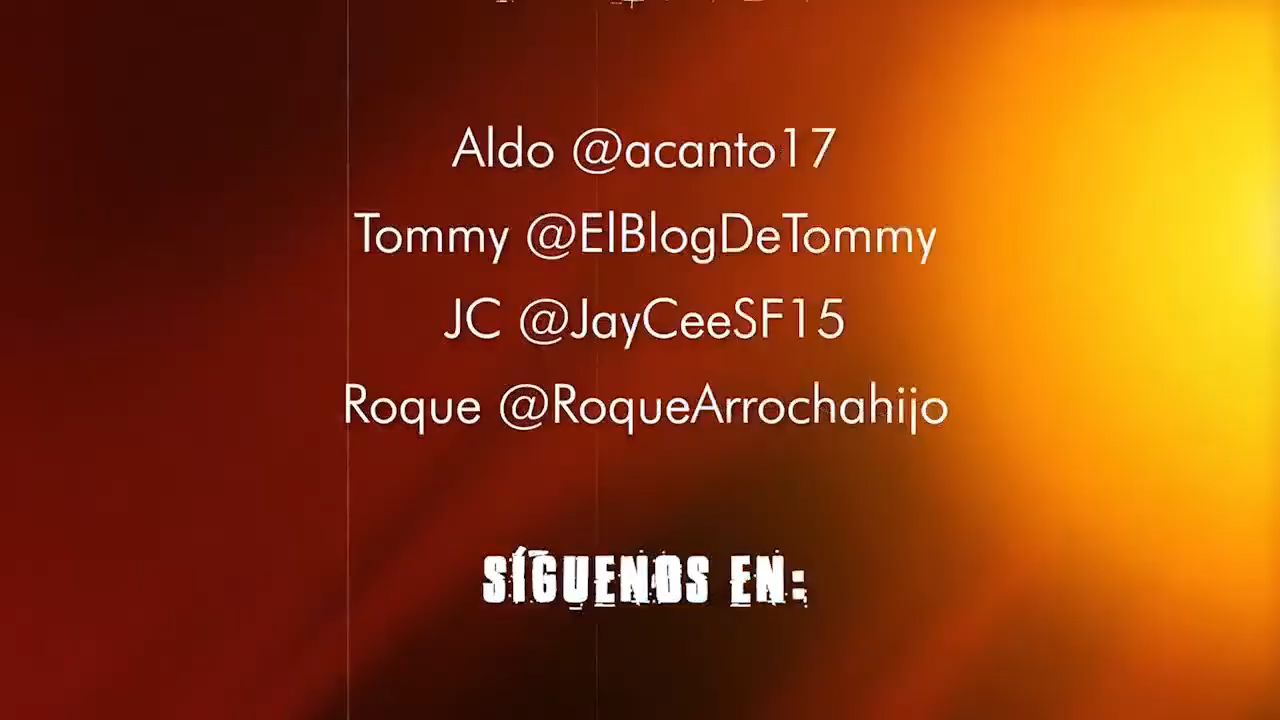 Aldo @acanto17
Tommy @ElBlogDeTommy
JC @JayCeeSF15
Roque @RoqueArrochahijo
SÍGUENOS EN: